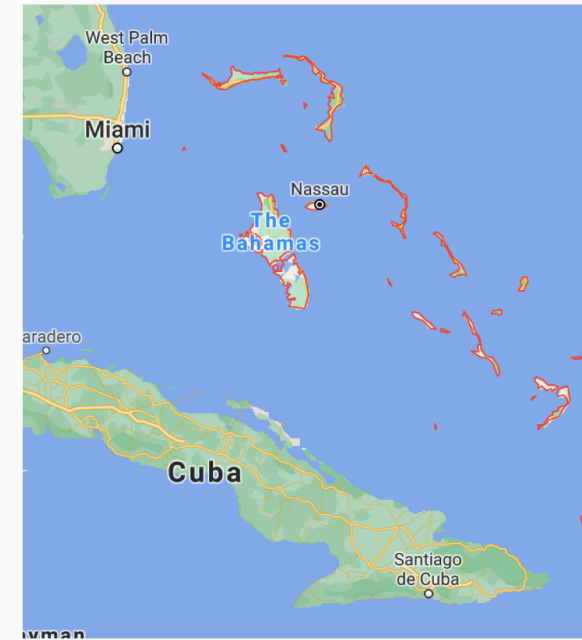 West Palm
Beach
Miami
Nassau
The
Bahamas
aradero
Cuba
Santiago
de Cuba
yman